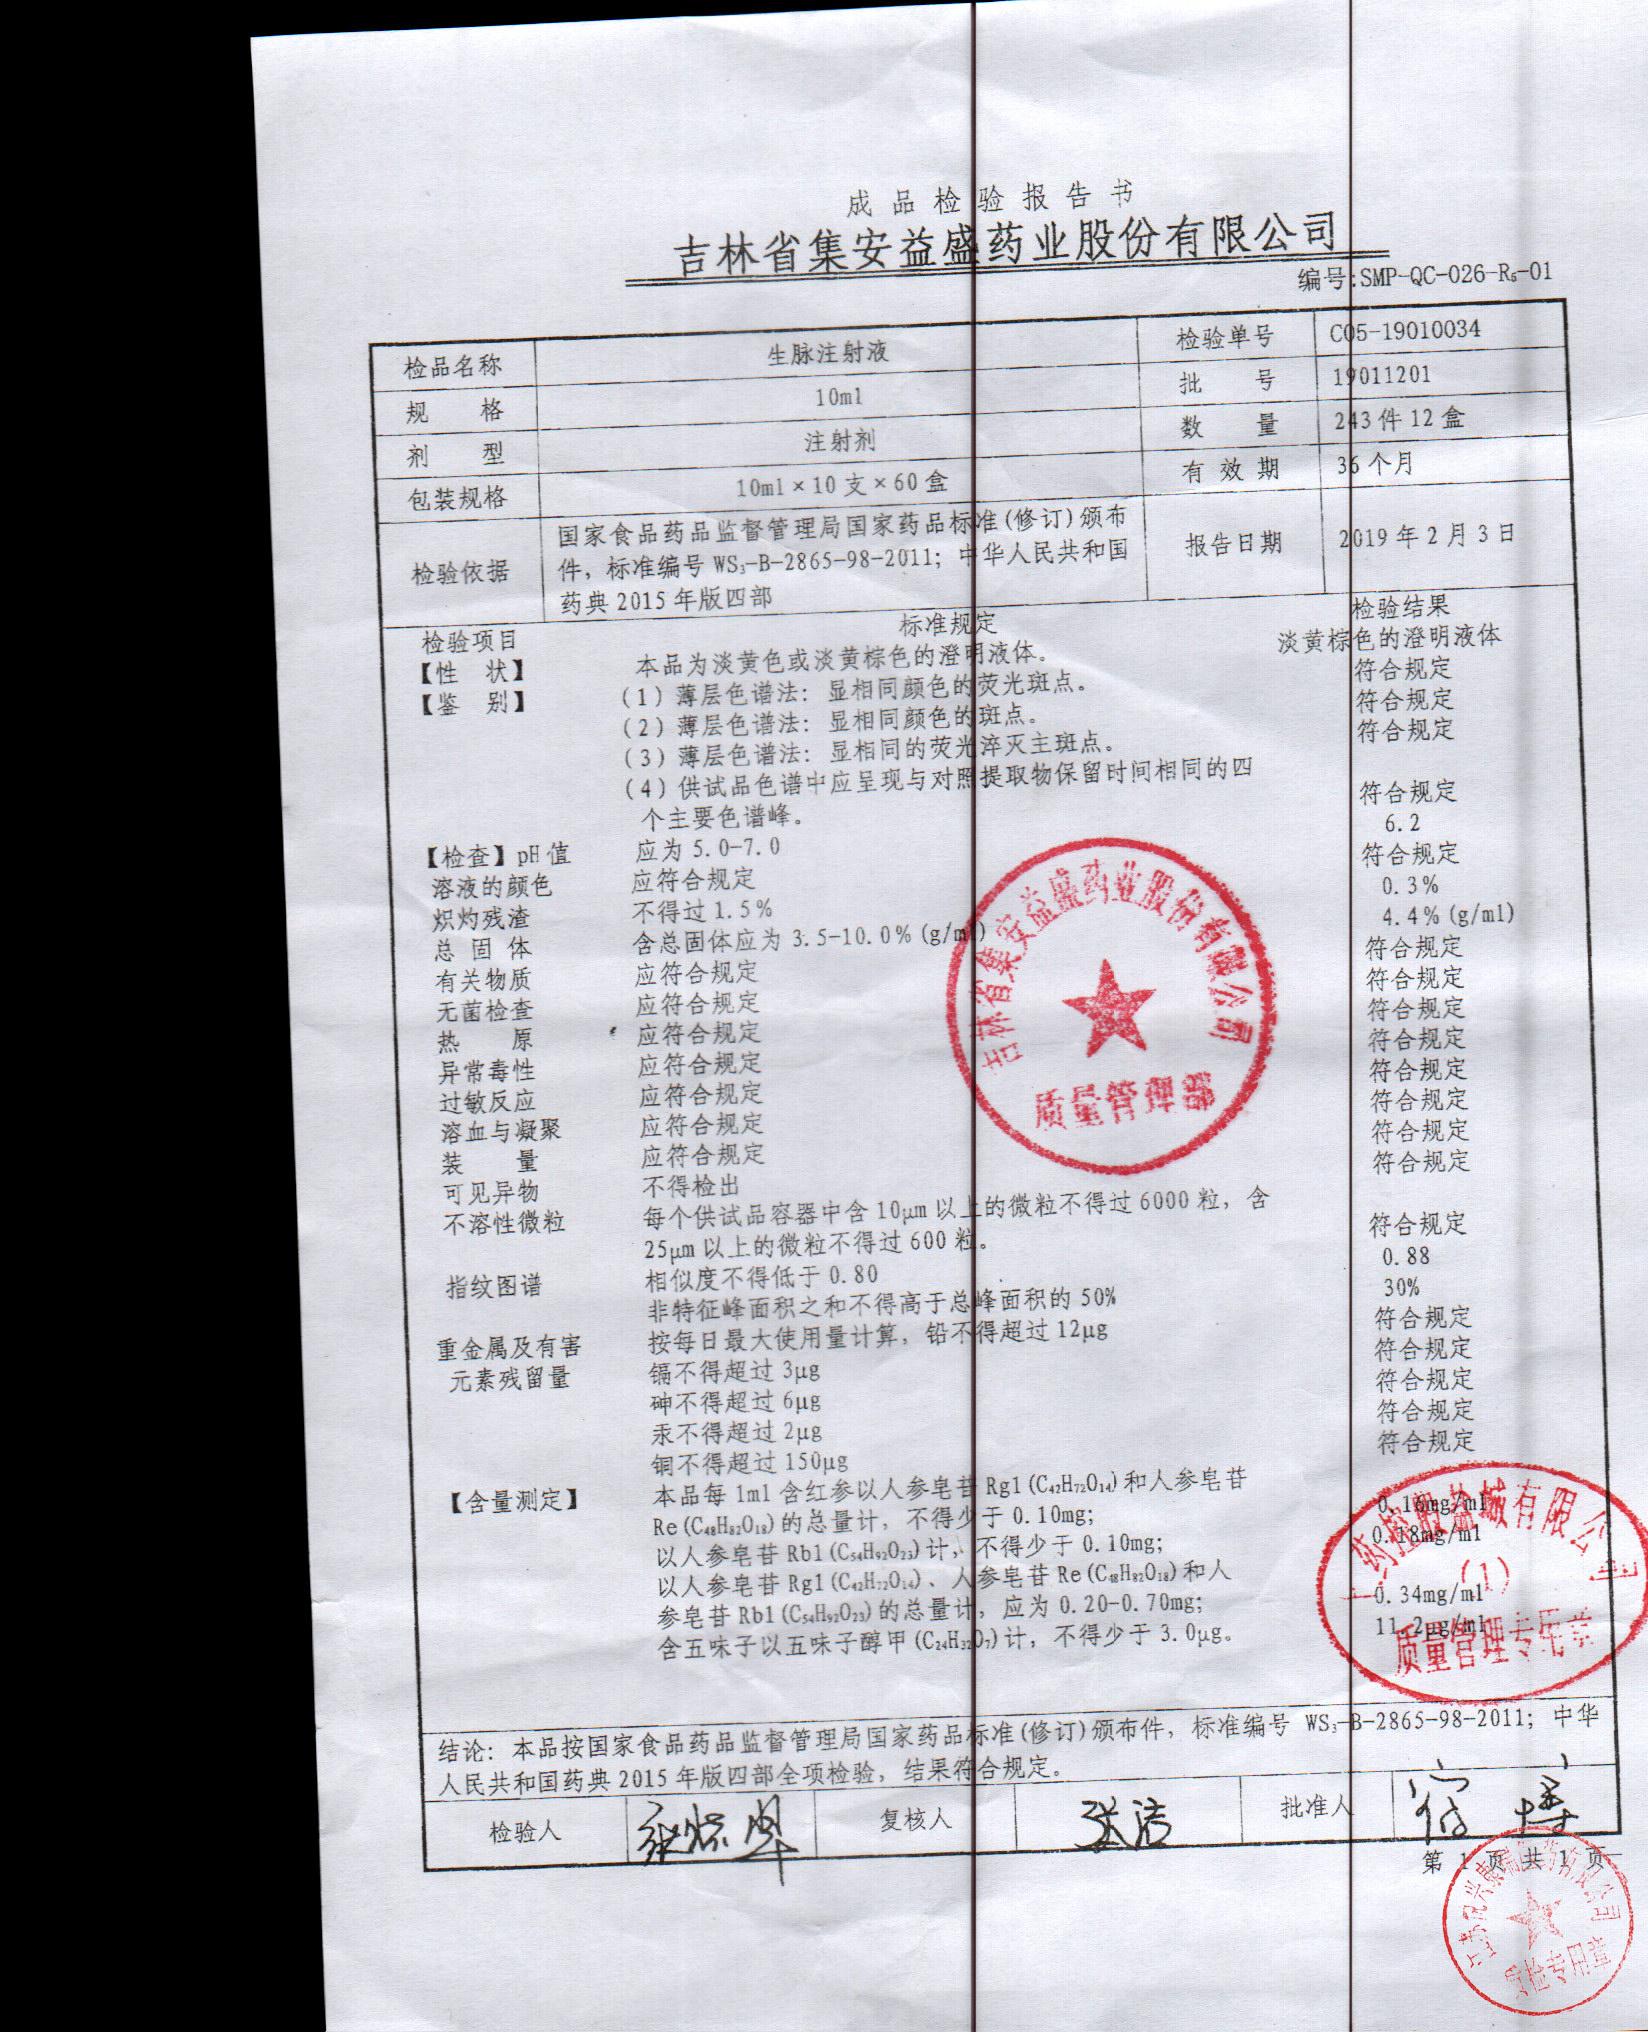 成品检验报告书
吉林省集安益盛药业股份有限公司
编号:SMP-QC-026-R₅-01
检品名称 生脉注射液 检验单号 C05-19010034
规 格 10ml 批 号 19011201
剂 型 注射剂 数 量 243件12盒
包装规格 10ml×10支×60盒 有 效 期 36个月
检验依据 国家食品药品监督管理局国家药品标准(修订)颁布
件，标准编号WS₃-B-2865-98-2011；中华人民共和国
药典2015年版四部
报告日期 2019年2月3日
检验项目 标准规定 检验结果
【性 状】 本品为淡黄色或淡黄棕色的澄明液体。 淡黄棕色的澄明液体
【鉴 别】 (1)薄层色谱法：显相同颜色的荧光斑点。 符合规定
(2)薄层色谱法：显相同颜色的斑点。 符合规定
(3)薄层色谱法：显相同的荧光淬灭主斑点。 符合规定
(4)供试品色谱中应呈现与对照提取物保留时间相同的四
个主要色谱峰。 符合规定
【检查】pH值 应为5.0-7.0 6.2
溶液的颜色 应符合规定 符合规定
炽灼残渣 不得过1.5% 0.3%
总 固 体 含总固体应为3.5-10.0%(g/ml) 4.4%(g/ml)
有关物质 应符合规定 符合规定
无菌检查 应符合规定 符合规定
热 原 应符合规定 符合规定
异常毒性 应符合规定 符合规定
过敏反应 应符合规定 符合规定
溶血与凝聚 应符合规定 符合规定
装 量 应符合规定 符合规定
可见异物 不得检出 符合规定
不溶性微粒 每个供试品容器中含10μm以上的微粒不得过6000粒，含
25μm以上的微粒不得过600粒。 符合规定
指纹图谱 相似度不得低于0.80 0.88
非特征峰面积之和不得高于总峰面积的50% 30%
重金属及有害 按每日最大使用量计算，铅不得超过12μg 符合规定
元素残留量 镉不得超过3μg 符合规定
砷不得超过6μg 符合规定
汞不得超过2μg 符合规定
铜不得超过150μg 符合规定
【含量测定】 本品每1ml含红参以人参皂苷Rg1(C₄₂H₇₂O₁₄)和人参皂苷
Re(C₄₈H₈₂O₁₈)的总量计，不得少于0.10mg； 0.16mg/ml
以人参皂苷Rb1(C₅₄H₉₂O₂₃)计，不得少于0.10mg； 0.18mg/ml
以人参皂苷Rg1(C₄₂H₇₂O₁₄)、人参皂苷Re(C₄₈H₈₂O₁₈)和人
参皂苷Rb1(C₅₄H₉₂O₂₃)的总量计，应为0.20-0.70mg； 0.34mg/ml
含五味子以五味子醇甲(C₂₄H₃₂O₇)计，不得少于3.0μg。 11.2μg/ml
吉林省集安益盛药业股份有限公司
质量管理部
药控股盐城有限公司
(1)
质量管理专用章
结论：本品按国家食品药品监督管理局国家药品标准(修订)颁布件，标准编号 WS₃-B-2865-98-2011；中华
人民共和国药典2015年版四部全项检验，结果符合规定。
检验人 复核人 张洁 批准人
第 1 页 共 1 页
质检专用章